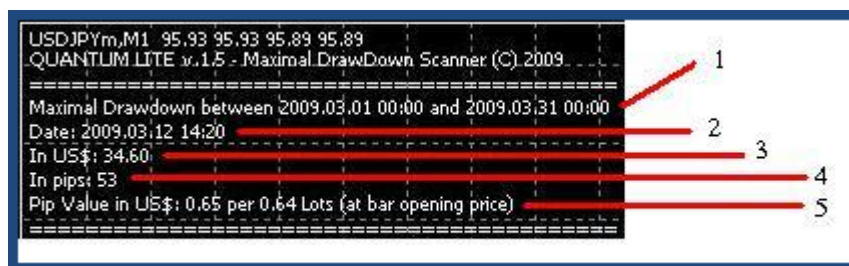 USDJPYm,M1 95.93 95.93 95.89 95.89
QUANTUM LITE v.1.5 - Maximal DrawDown Scanner (C) 2009
==================================================
Maximal Drawdown between 2009.03.01 00:00 and 2009.03.31 00:00
1
Date: 2009.03.12 14:20
2
In US$: 34.60
3
In pips: 53
4
Pip Value in US$: 0.65 per 0.64 Lots (at bar opening price)
5
==================================================